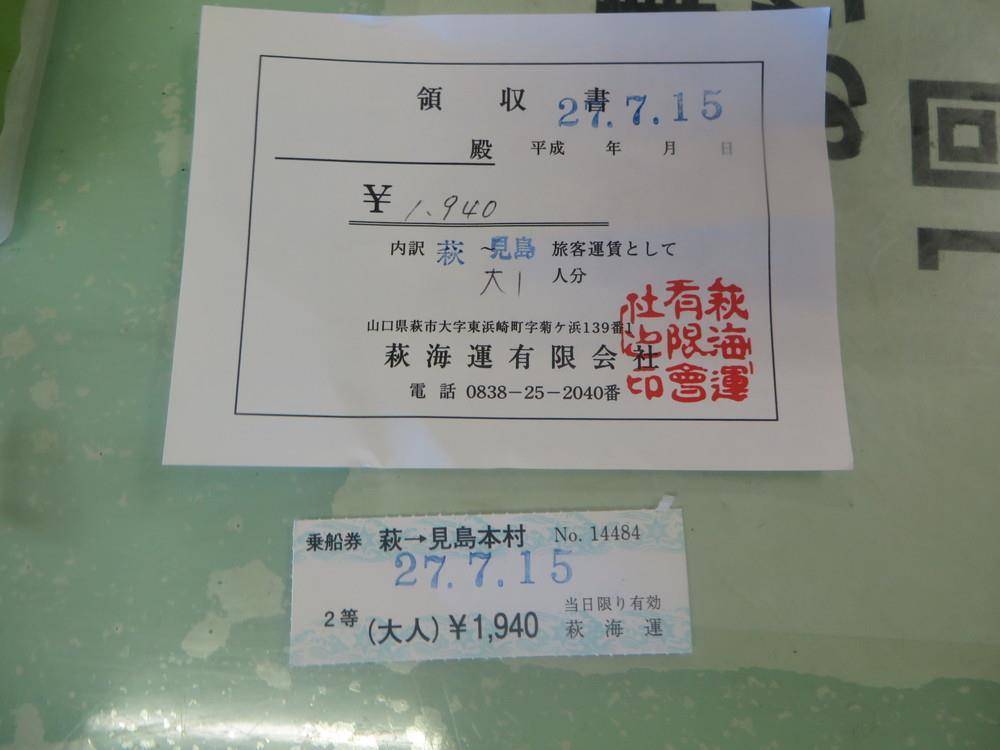 領収書
27.7.15
殿 平成 年 月 日
¥ 1.940
内訳 萩〜見島 旅客運賃として
大1 人分
山口県萩市大字東浜崎町字菊ケ浜139番1
萩海運有限会社
電話 0838-25-2040番
萩海運
有限會
社之印
乗船券 萩→見島本村 No. 14484
27.7.15
2等 (大人) ¥1,940
当日限り有効
萩海運
回